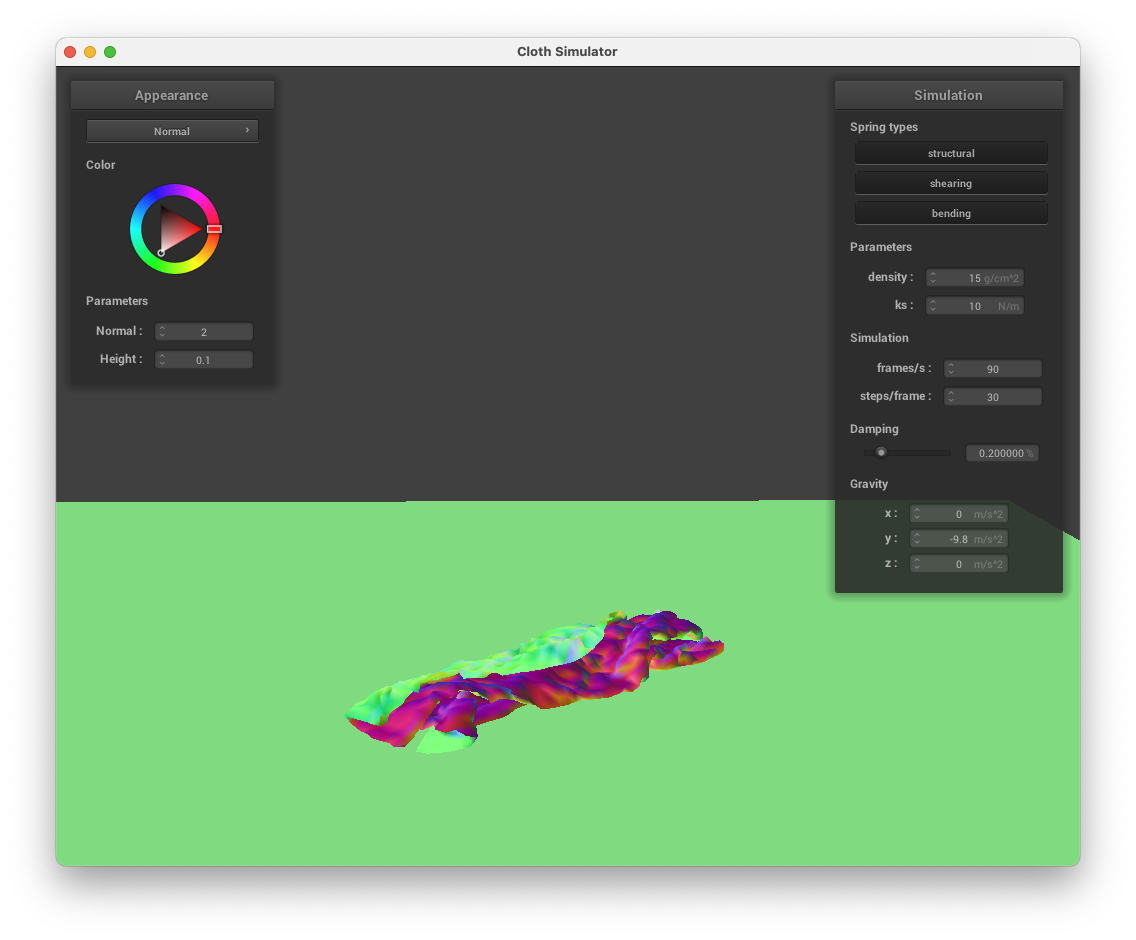 Cloth Simulator
Appearance
Normal ›
Color
Parameters
Normal : 2
Height : 0.1
Simulation
Spring types
structural
shearing
bending
Parameters
density : 15 g/cm^2
ks : 10 N/m
Simulation
frames/s : 90
steps/frame : 30
Damping
0.200000 %
Gravity
x : 0 m/s^2
y : -9.8 m/s^2
z : 0 m/s^2